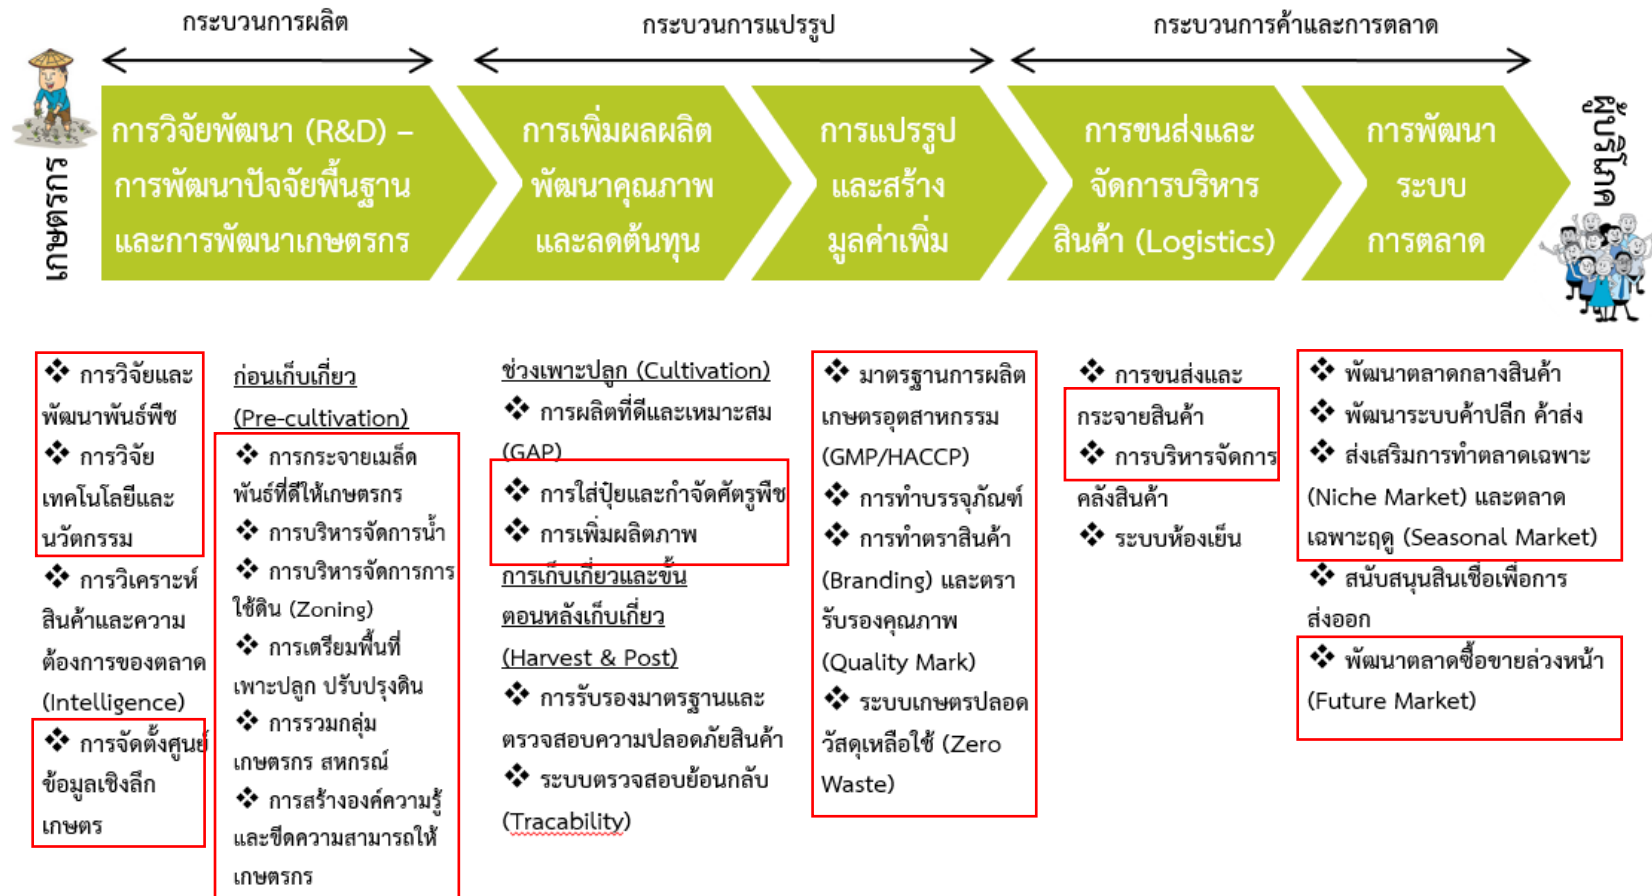 กระบวนการผลิต
กระบวนการแปรรูป
กระบวนการค้าและการตลาด
เกษตรกร
การวิจัยพัฒนา (R&D) –
การพัฒนาปัจจัยพื้นฐาน
และการพัฒนาเกษตรกร
การเพิ่มผลผลิต
พัฒนาคุณภาพ
และลดต้นทุน
การแปรรูป
และสร้าง
มูลค่าเพิ่ม
การขนส่งและ
จัดการบริหาร
สินค้า (Logistics)
การพัฒนา
ระบบ
การตลาด
ผู้บริโภค
❖ การวิจัยและ
พัฒนาพันธ์พืช
❖ การวิจัย
เทคโนโลยีและ
นวัตกรรม
❖ การวิเคราะห์
สินค้าและความ
ต้องการของตลาด
(Intelligence)
❖ การจัดตั้งศูนย์
ข้อมูลเชิงลึก
เกษตร
ก่อนเก็บเกี่ยว
(Pre-cultivation)
❖ การกระจายเมล็ด
พันธ์ที่ดีให้เกษตรกร
❖ การบริหารจัดการน้ำ
❖ การบริหารจัดการการ
ใช้ดิน (Zoning)
❖ การเตรียมพื้นที่
เพาะปลูก ปรับปรุงดิน
❖ การรวมกลุ่ม
เกษตรกร สหกรณ์
❖ การสร้างองค์ความรู้
และขีดความสามารถให้
เกษตรกร
ช่วงเพาะปลูก (Cultivation)
❖ การผลิตที่ดีและเหมาะสม
(GAP)
❖ การใส่ปุ๋ยและกำจัดศัตรูพืช
❖ การเพิ่มผลิตภาพ
การเก็บเกี่ยวและขั้น
ตอนหลังเก็บเกี่ยว
(Harvest & Post)
❖ การรับรองมาตรฐานและ
ตรวจสอบความปลอดภัยสินค้า
❖ ระบบตรวจสอบย้อนกลับ
(Tracability)
❖ มาตรฐานการผลิต
เกษตรอุตสาหกรรม
(GMP/HACCP)
❖ การทำบรรจุภัณฑ์
❖ การทำตราสินค้า
(Branding) และตรา
รับรองคุณภาพ
(Quality Mark)
❖ ระบบเกษตรปลอด
วัสดุเหลือใช้ (Zero
Waste)
❖ การขนส่งและ
กระจายสินค้า
❖ การบริหารจัดการ
คลังสินค้า
❖ ระบบห้องเย็น
❖ พัฒนาตลาดกลางสินค้า
❖ พัฒนาระบบค้าปลีก ค้าส่ง
❖ ส่งเสริมการทำตลาดเฉพาะ
(Niche Market) และตลาด
เฉพาะฤดู (Seasonal Market)
❖ สนับสนุนสินเชื่อเพื่อการ
ส่งออก
❖ พัฒนาตลาดซื้อขายล่วงหน้า
(Future Market)